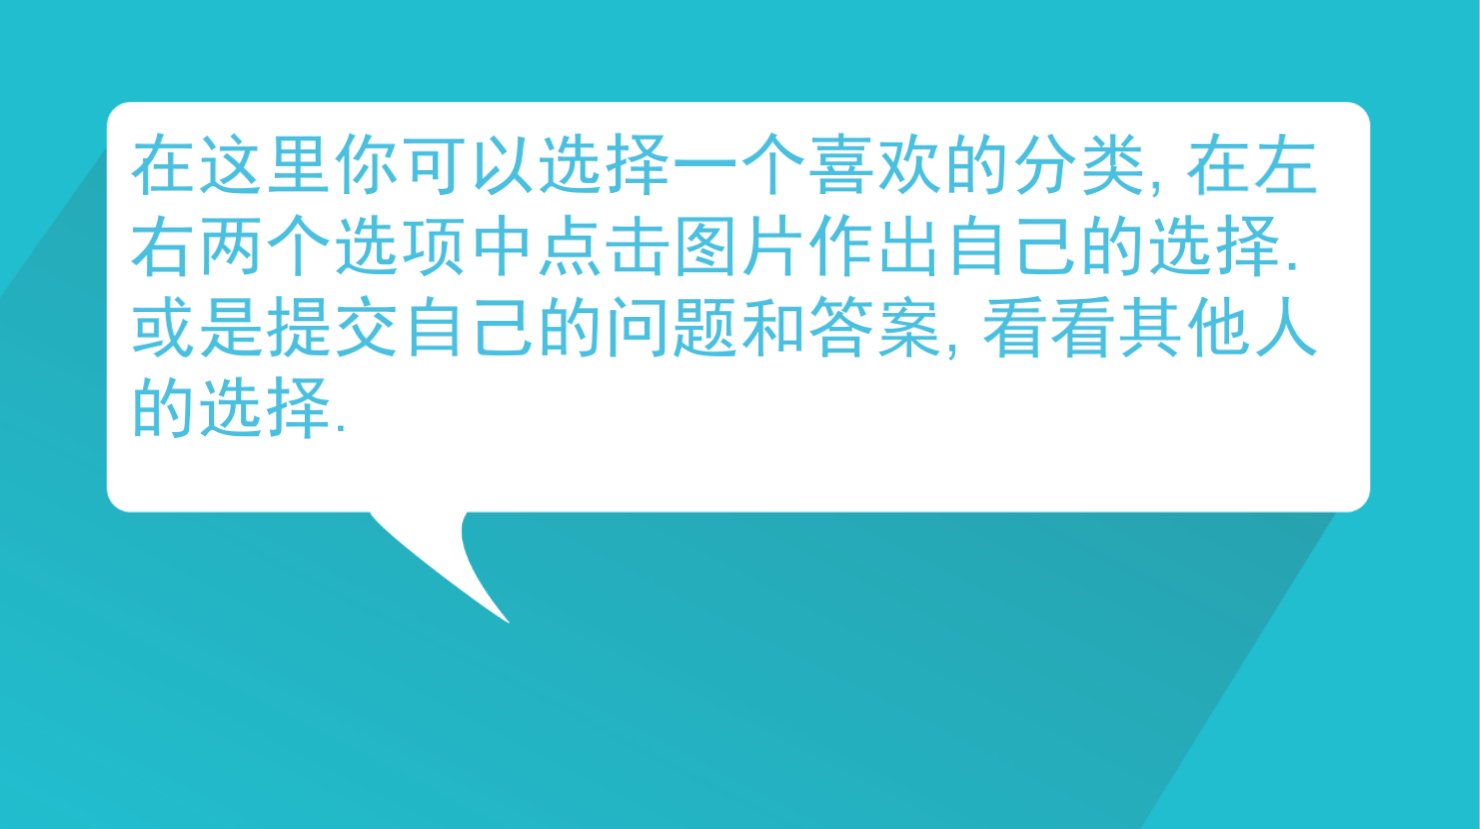 在这里你可以选择一个喜欢的分类, 在左
右两个选项中点击图片作出自己的选择.
或是提交自己的问题和答案, 看看其他人
的选择.